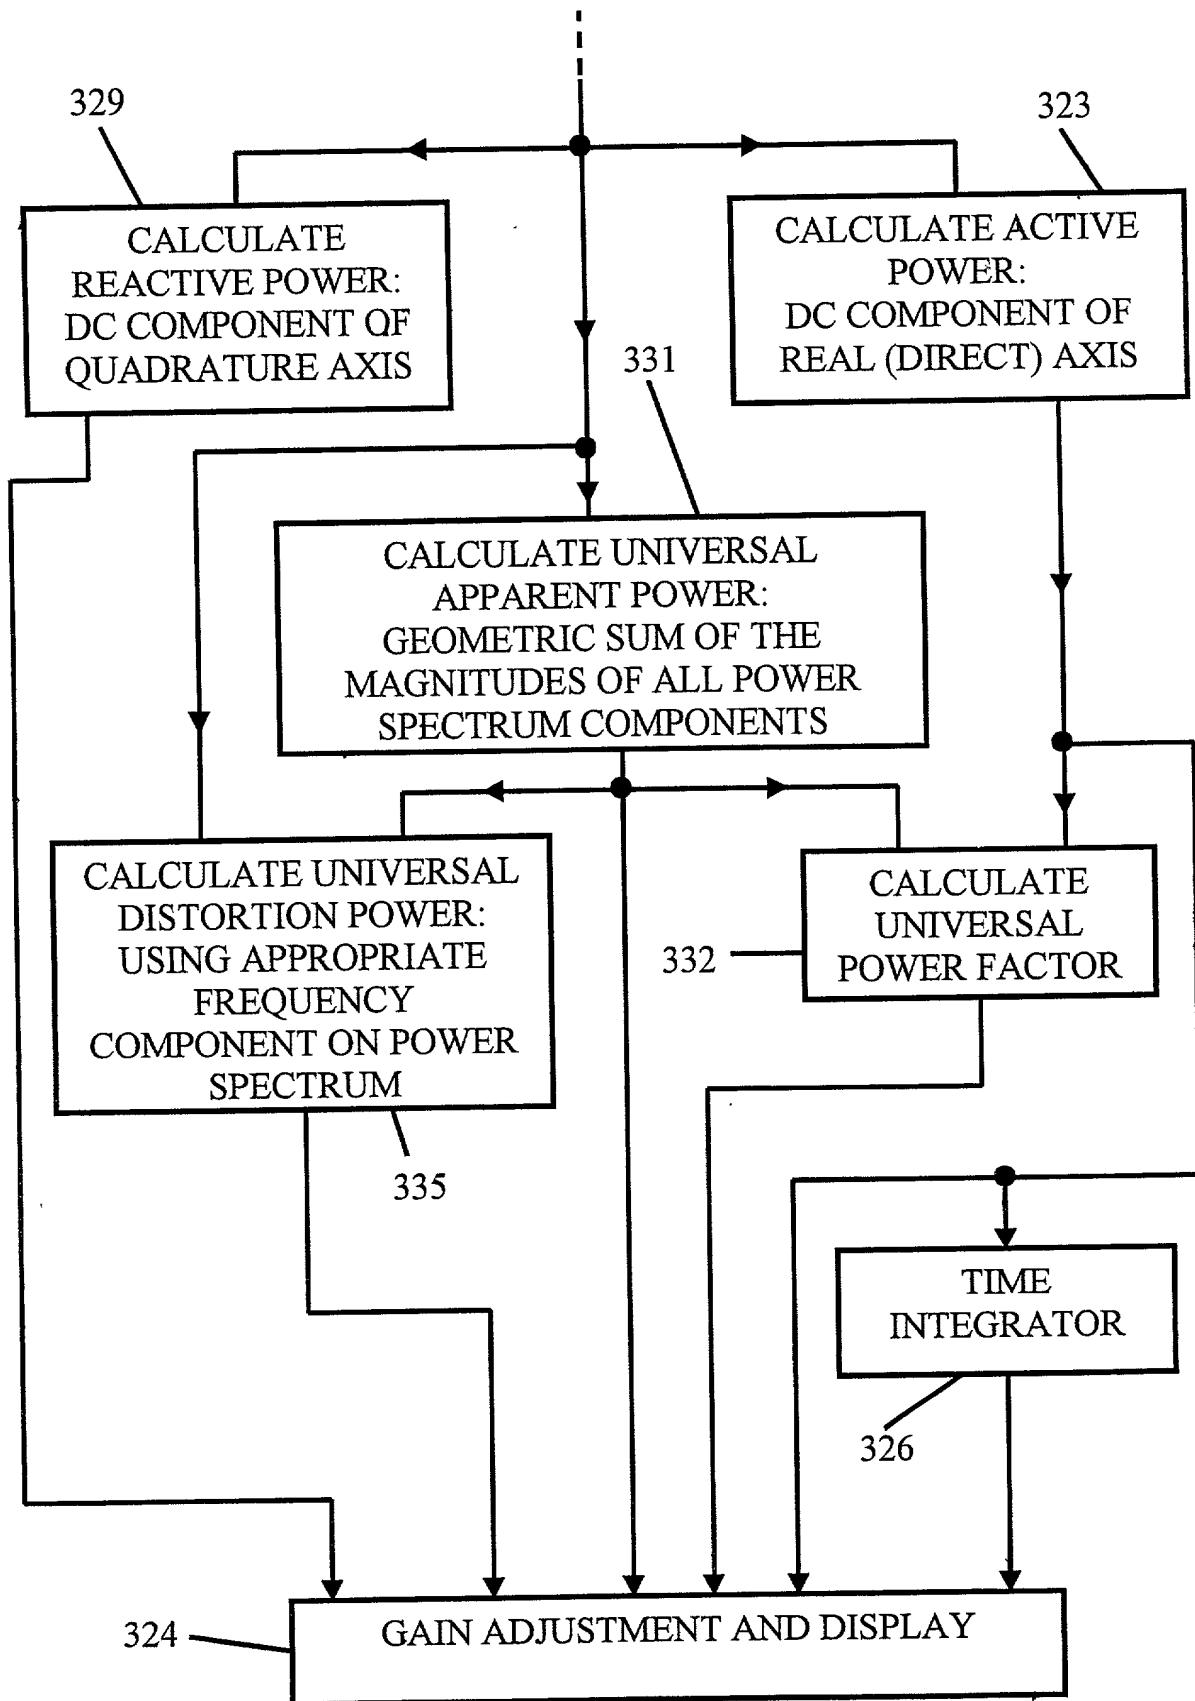 329
323
CALCULATE
REACTIVE POWER:
DC COMPONENT OF
QUADRATURE AXIS
CALCULATE ACTIVE
POWER:
DC COMPONENT OF
REAL (DIRECT) AXIS
331
CALCULATE UNIVERSAL
APPARENT POWER:
GEOMETRIC SUM OF THE
MAGNITUDES OF ALL POWER
SPECTRUM COMPONENTS
CALCULATE UNIVERSAL
DISTORTION POWER:
USING APPROPRIATE
FREQUENCY
COMPONENT ON POWER
SPECTRUM
332
CALCULATE
UNIVERSAL
POWER FACTOR
335
TIME
INTEGRATOR
326
324
GAIN ADJUSTMENT AND DISPLAY